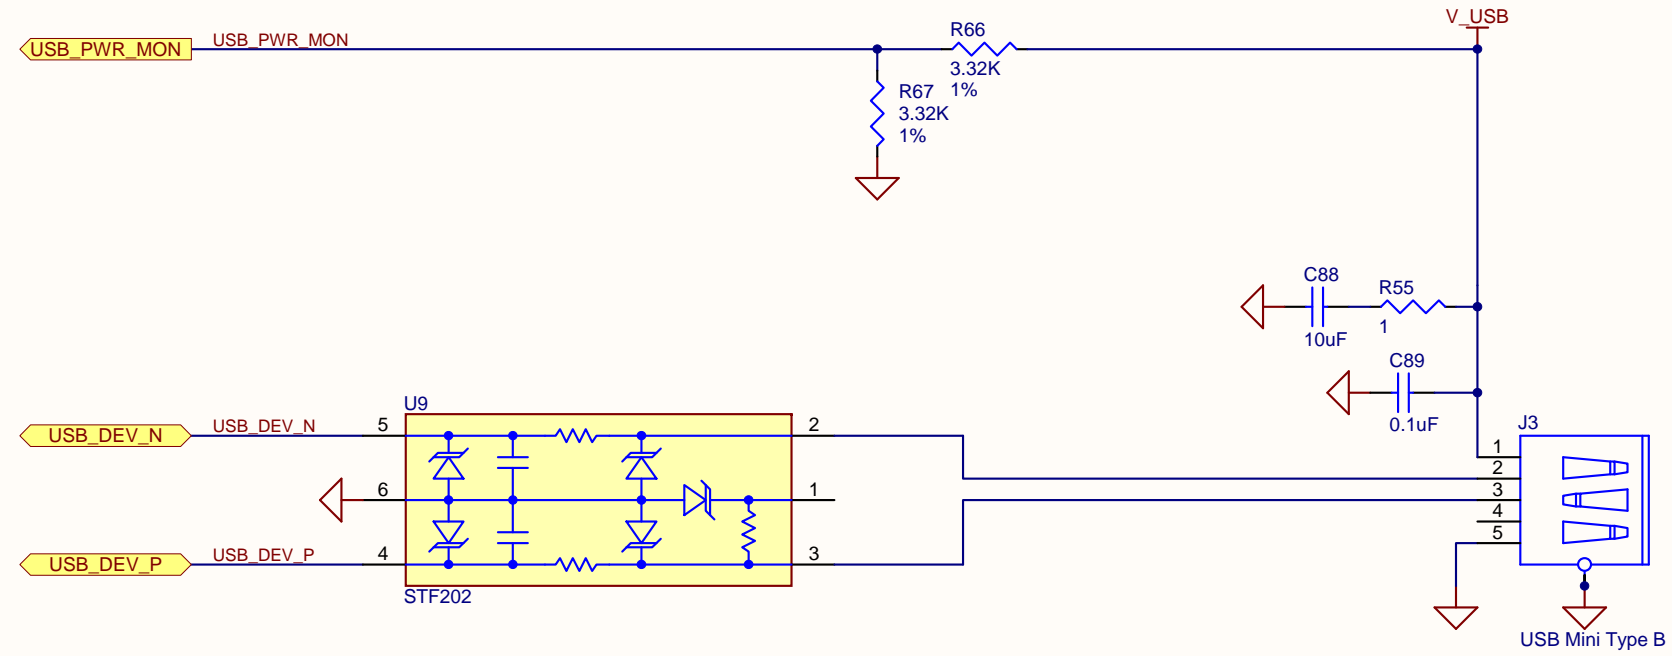 V_USB
USB_PWR_MON
USB_PWR_MON
R66
3.32K
1%
R67
3.32K
1%
C88
10uF
R55
1
C89
0.1uF
U9
J3
USB_DEV_N
USB_DEV_N
5
2
1
2
6
1
3
4
5
USB_DEV_P
USB_DEV_P
4
3
STF202
USB Mini Type B